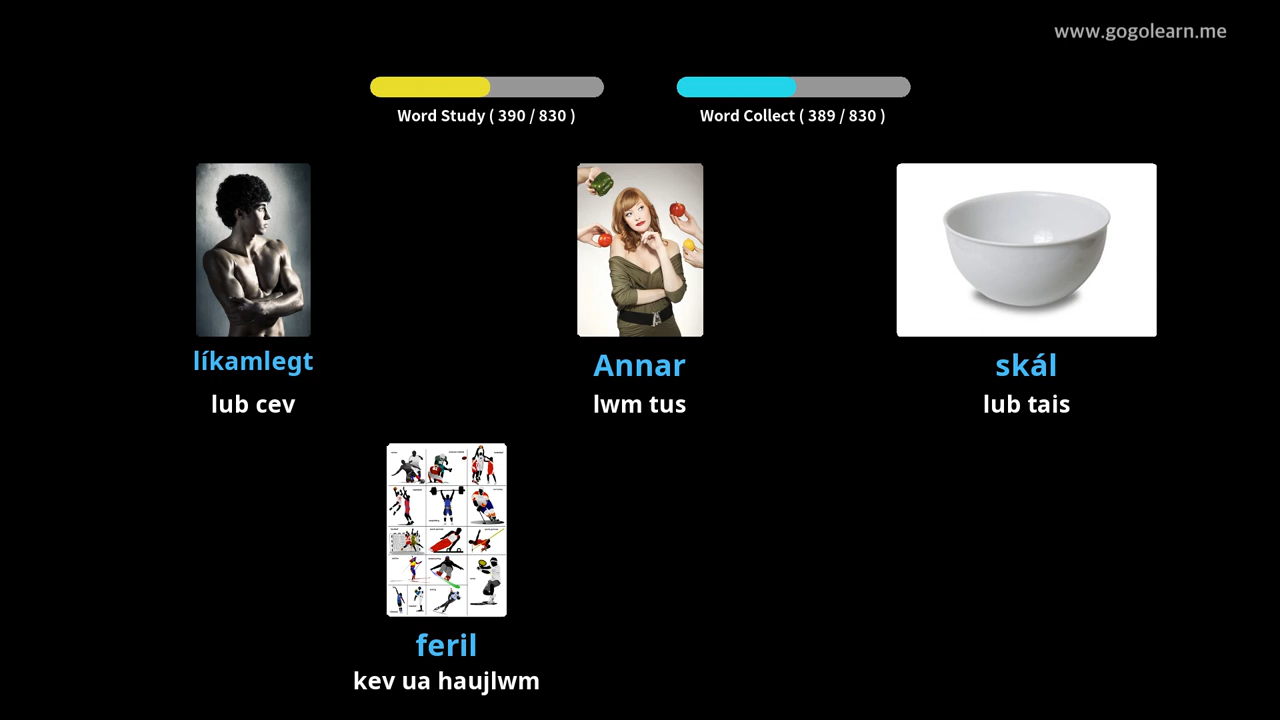 www.gogolearn.me
Word Study ( 390 / 830 )
Word Collect ( 389 / 830 )
líkamlegt
lub cev
Annar
lwm tus
skál
lub tais
feril
kev ua haujlwm